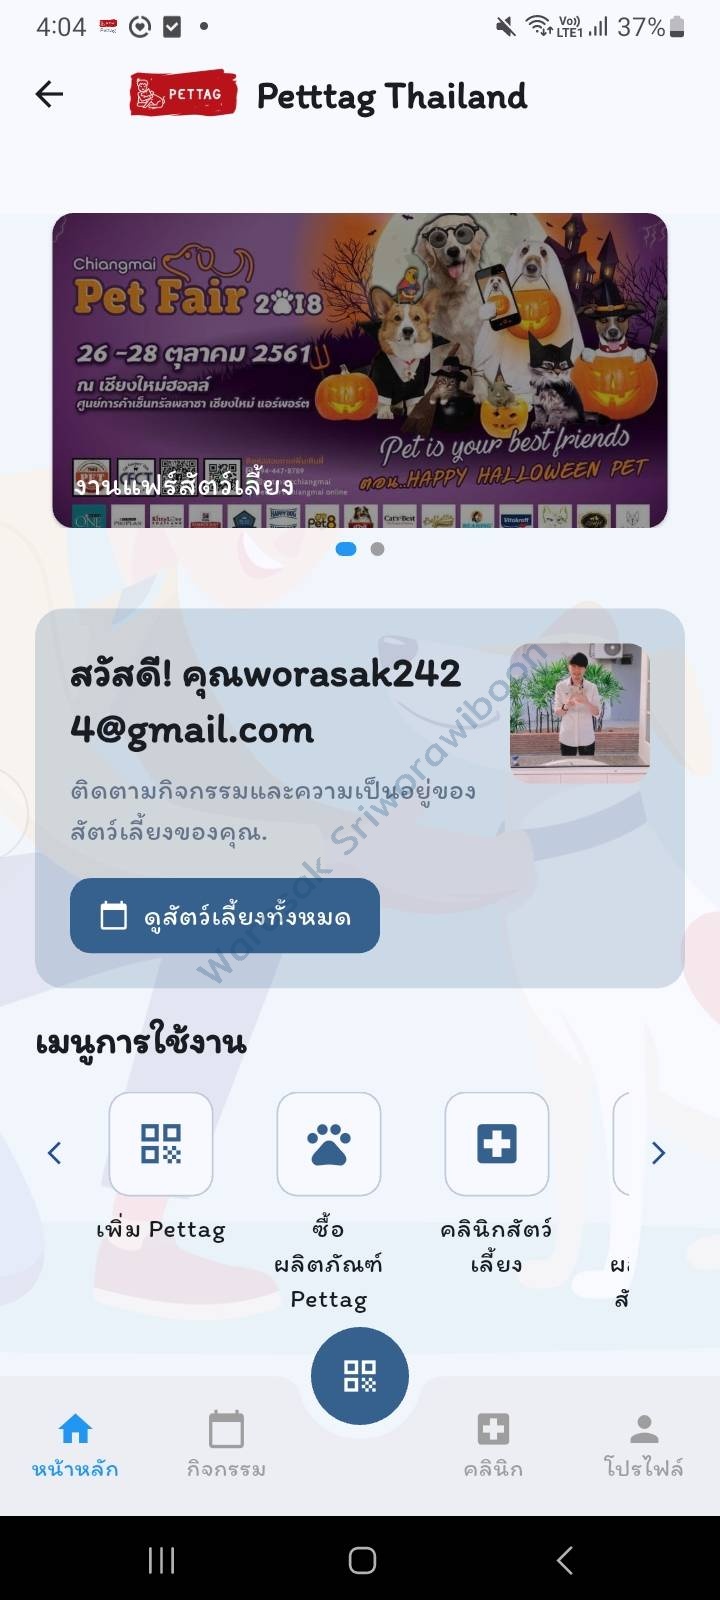 4:04
Vo))
LTE1
37%
PETTAG
Petttag Thailand
Chiangmai
Pet Fair 2018
26 -28 ตุลาคม 2561
ณ เชียงใหม่ฮอลล์
ศูนย์การค้าเซ็นทรัลพลาซา เชียงใหม่ แอร์พอร์ต
Pet is your best friends
ตอน..HAPPY HALLOWEEN PET
งานแฟร์สัตว์เลี้ยง
สวัสดี! คุณworasak242
4@gmail.com
ติดตามกิจกรรมและความเป็นอยู่ของ
สัตว์เลี้ยงของคุณ.
ดูสัตว์เลี้ยงทั้งหมด
Warasak Sriworawiboon
เมนูการใช้งาน
เพิ่ม Pettag
ซื้อ
ผลิตภัณฑ์
Pettag
คลินิกสัตว์
เลี้ยง
หน้าหลัก
กิจกรรม
คลินิก
โปรไฟล์